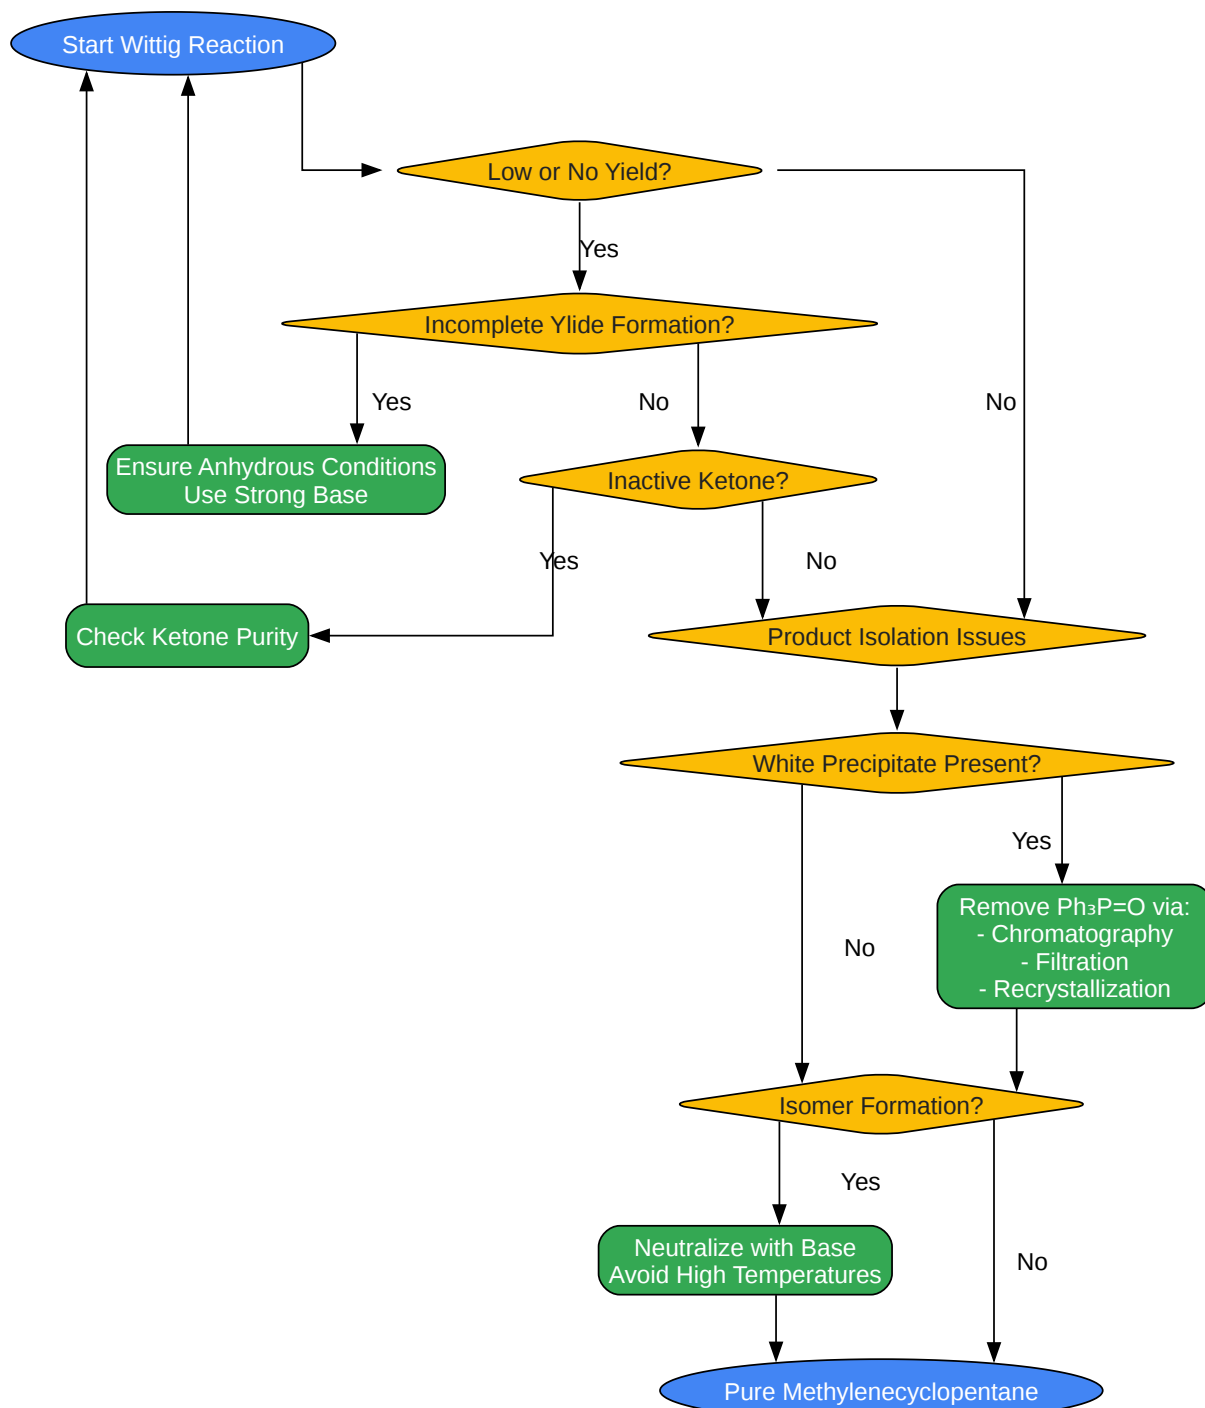 Start Wittig Reaction
Low or No Yield?
Yes
Incomplete Ylide Formation?
Yes
No
No
Ensure Anhydrous Conditions
Use Strong Base
Inactive Ketone?
Yes
No
Check Ketone Purity
Product Isolation Issues
White Precipitate Present?
Yes
Remove Ph₃P=O via:
- Chromatography
- Filtration
- Recrystallization
No
Isomer Formation?
Yes
Neutralize with Base
Avoid High Temperatures
No
Pure Methylenecyclopentane